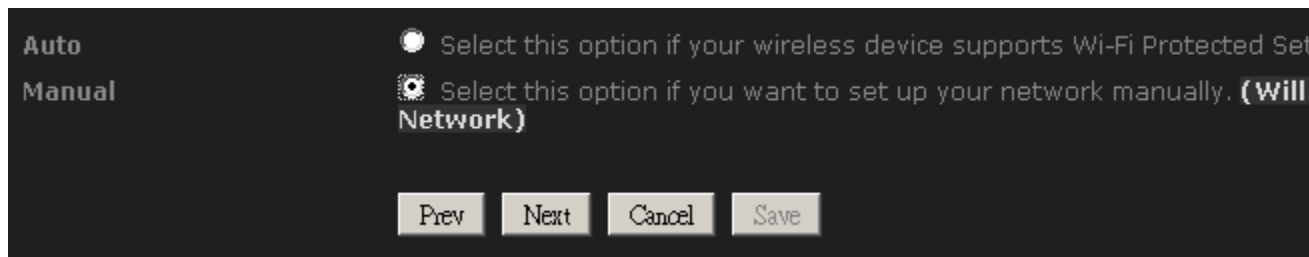 Auto
Select this option if your wireless device supports Wi-Fi Protected Set
Manual
Select this option if you want to set up your network manually. (Will
Network)
Prev Next Cancel Save